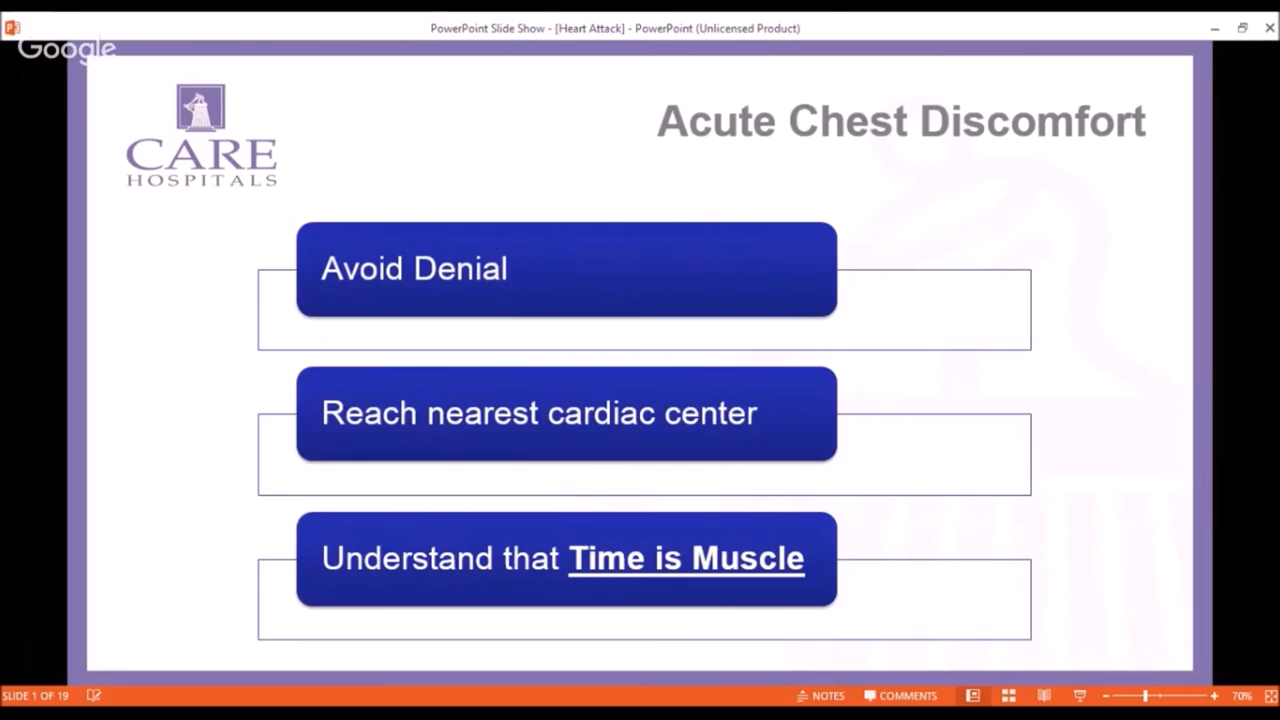 PowerPoint Slide Show - [Heart Attack] - PowerPoint (Unlicensed Product)
Google
CARE
HOSPITALS
Acute Chest Discomfort
Avoid Denial
Reach nearest cardiac center
Understand that Time is Muscle
SLIDE 1 OF 19
NOTES
COMMENTS
70%